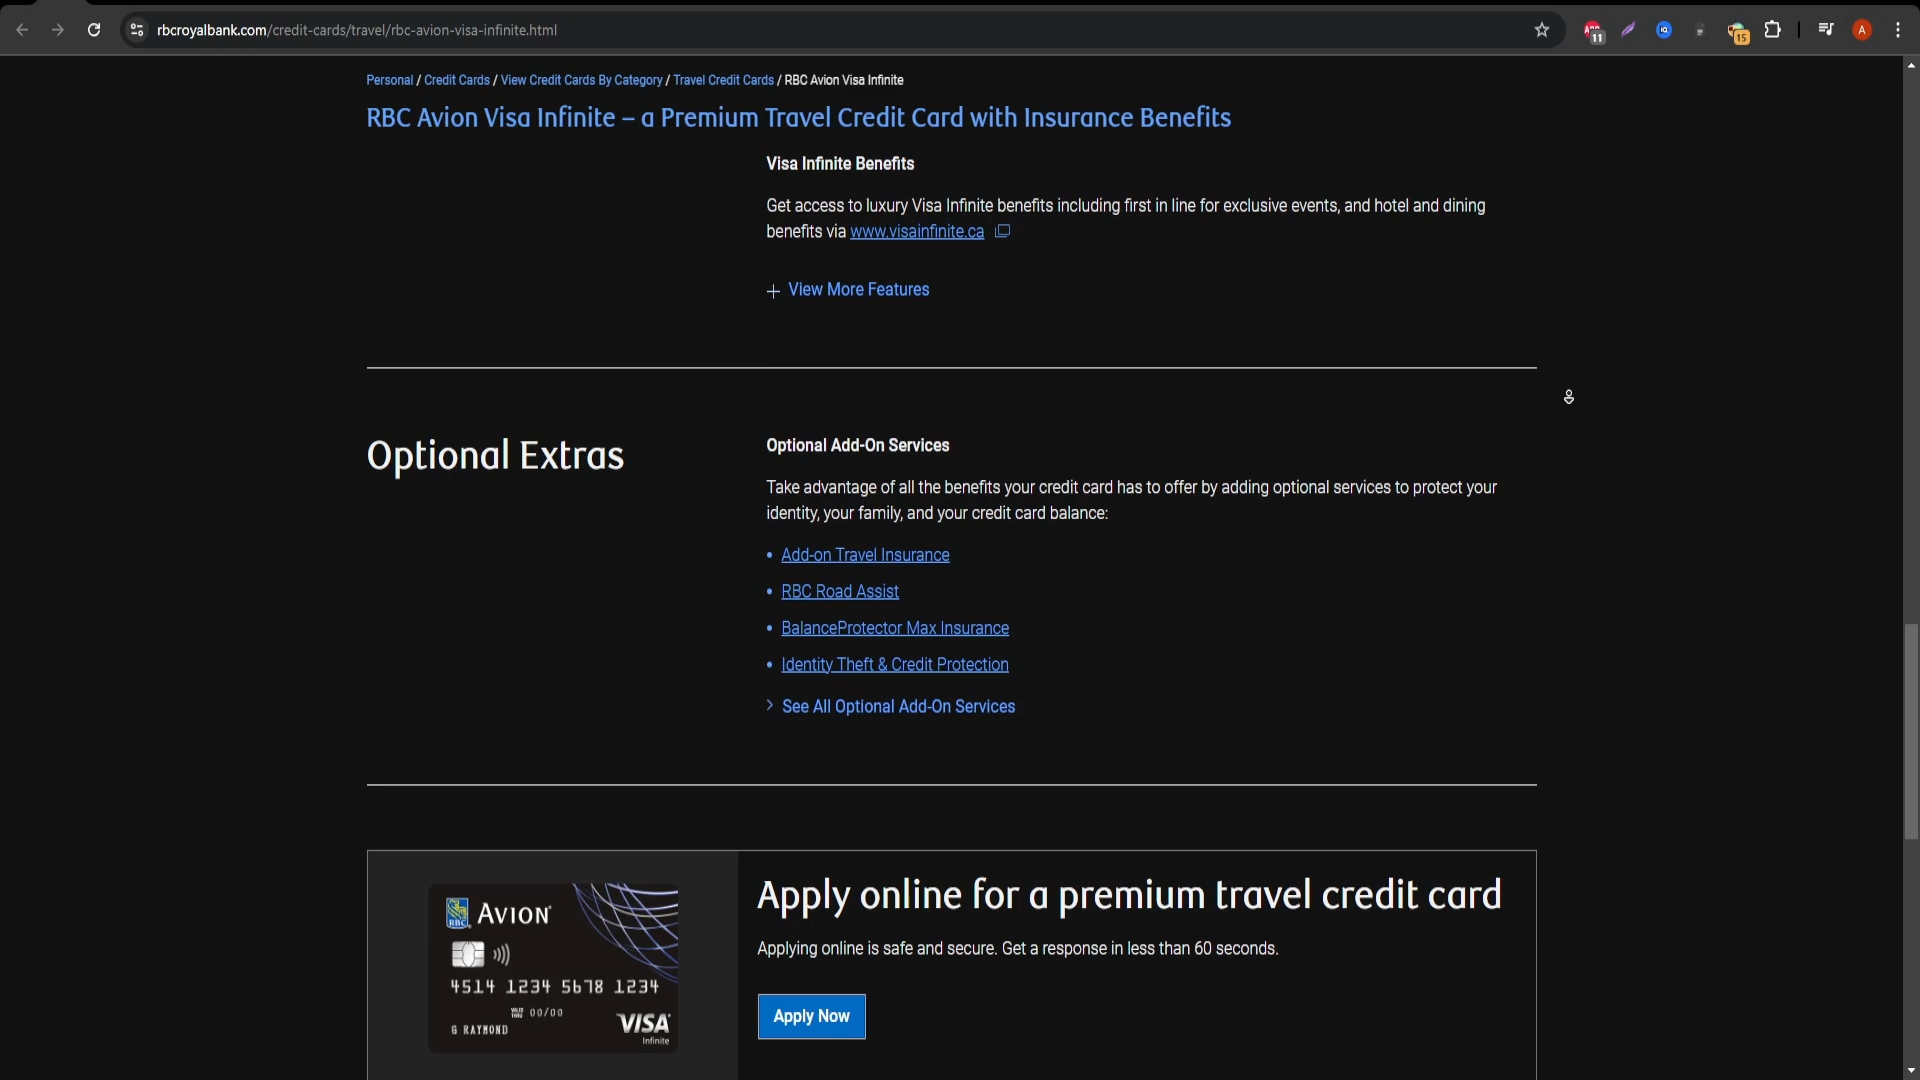 rbcroyalbank.com/credit-cards/travel/rbc-avion-visa-infinite.html
11
15
A
Personal / Credit Cards / View Credit Cards By Category / Travel Credit Cards / RBC Avion Visa Infinite
RBC Avion Visa Infinite – a Premium Travel Credit Card with Insurance Benefits
Visa Infinite Benefits
Get access to luxury Visa Infinite benefits including first in line for exclusive events, and hotel and dining
benefits via www.visainfinite.ca
+ View More Features
Optional Extras
Optional Add-On Services
Take advantage of all the benefits your credit card has to offer by adding optional services to protect your
identity, your family, and your credit card balance:
• Add-on Travel Insurance
• RBC Road Assist
• BalanceProtector Max Insurance
• Identity Theft & Credit Protection
> See All Optional Add-On Services
Apply online for a premium travel credit card
Applying online is safe and secure. Get a response in less than 60 seconds.
Apply Now
RBC AVION
4514 1234 5678 1234
VALID THRU 00/00
G RAYMOND
VISA
Infinite